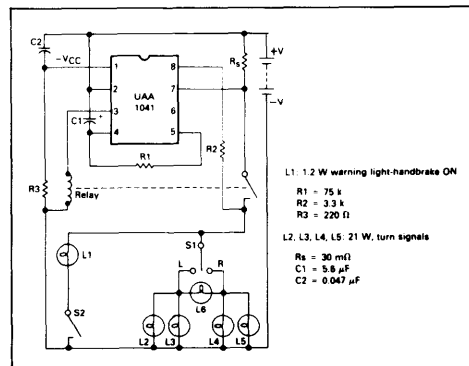 C2
−VCC
+V
−V
Rs
1
2
3
4
UAA
1041
8
7
6
5
C1
+
R1
R2
R3
Relay
L1: 1.2 W warning light-handbrake ON
R1 = 75 k
R2 = 3.3 k
R3 = 220 Ω
L2, L3, L4, L5: 21 W, turn signals
Rs = 30 mΩ
C1 = 5.6 μF
C2 = 0.047 μF
L1
S1
L
R
L6
S2
L2
L3
L4
L5